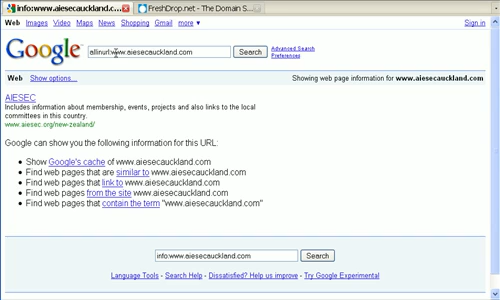 info:www.aiesecauckland.c... FreshDrop.net - The Domain S...
Web Images Video Maps News Shopping Gmail more ▼ Sign in
Google allinurl:www.aiesecauckland.com Search Advanced Search
Preferences
Web Show options... Showing web page information for www.aiesecauckland.com
AIESEC
Includes information about membership, events, projects and also links to the local
committees in this country.
www.aiesec.org/new-zealand/
Google can show you the following information for this URL:
• Show Google's cache of www.aiesecauckland.com
• Find web pages that are similar to www.aiesecauckland.com
• Find web pages that link to www.aiesecauckland.com
• Find web pages from the site www.aiesecauckland.com
• Find web pages that contain the term "www.aiesecauckland.com"
info:www.aiesecauckland.com Search
Language Tools - Search Help - Dissatisfied? Help us improve - Try Google Experimental